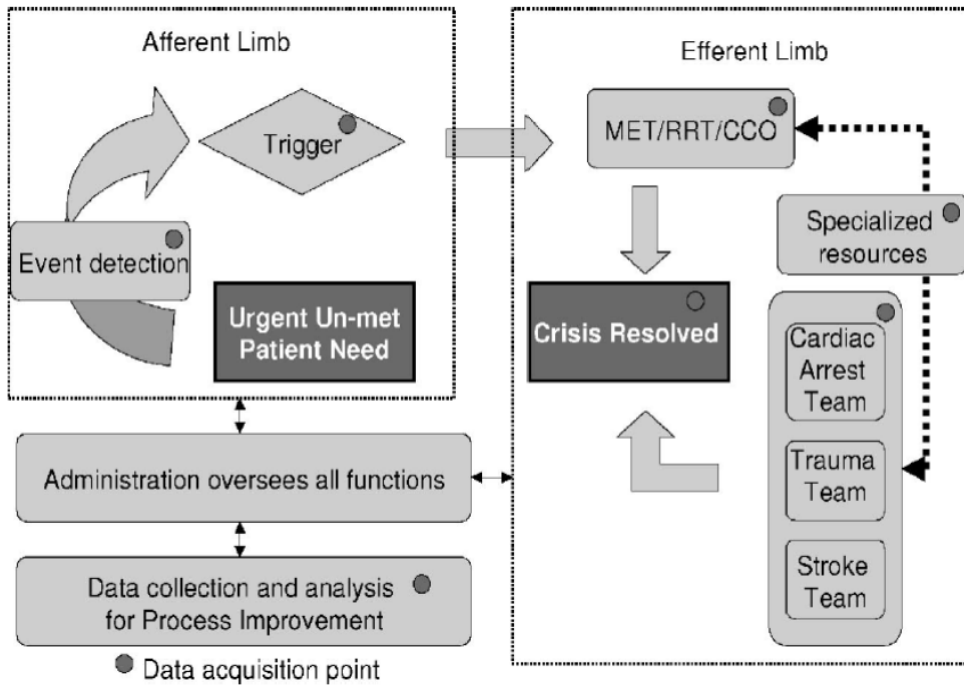 Afferent Limb
Trigger
Event detection
Urgent Un-met
Patient Need
Efferent Limb
MET/RRT/CCO
Specialized
resources
Crisis Resolved
Cardiac
Arrest
Team
Trauma
Team
Stroke
Team
Administration oversees all functions
Data collection and analysis
for Process Improvement
Data acquisition point